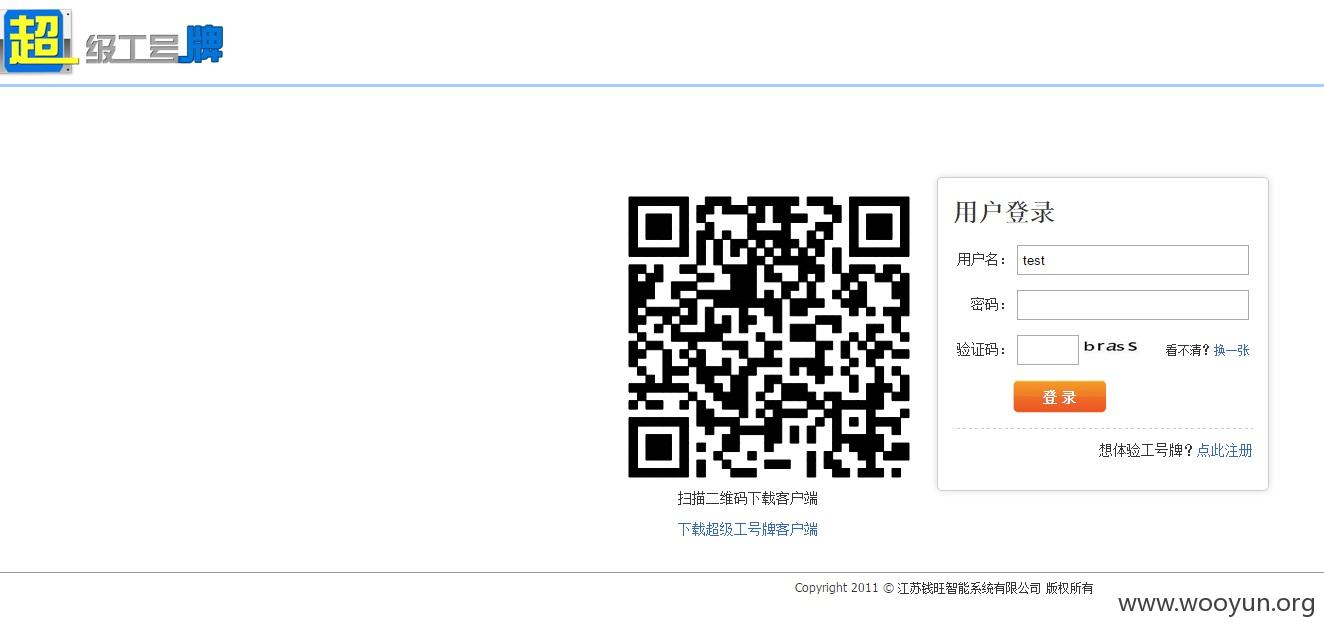 超级工号牌
用户登录
用户名： test
密码：
验证码： brass 看不清？换一张
登 录
想体验工号牌？点此注册
扫描二维码下载客户端
下载超级工号牌客户端
Copyright 2011 © 江苏钱旺智能系统有限公司 版权所有
www.wooyun.org